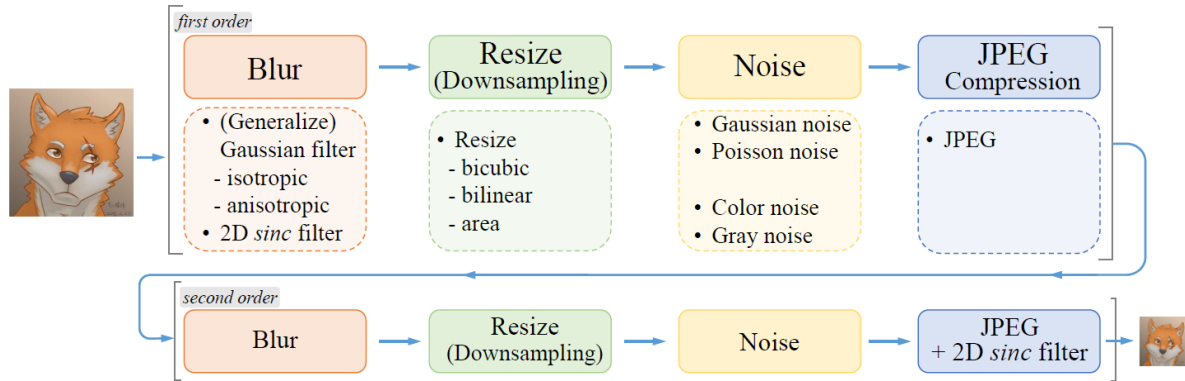 first order
Blur
Resize
(Downsampling)
Noise
JPEG
Compression
• (Generalize)
Gaussian filter
- isotropic
- anisotropic
• 2D sinc filter
• Resize
- bicubic
- bilinear
- area
• Gaussian noise
• Poisson noise
• Color noise
• Gray noise
• JPEG
second order
Blur
Resize
(Downsampling)
Noise
JPEG
+ 2D sinc filter